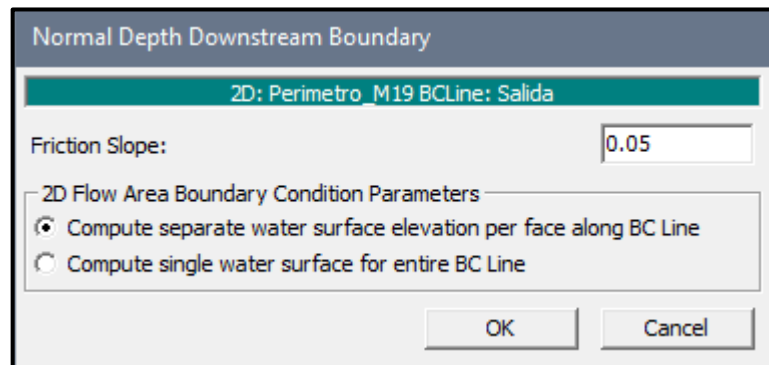 Normal Depth Downstream Boundary
2D: Perimetro_M19 BCLine: Salida
Friction Slope:
0.05
2D Flow Area Boundary Condition Parameters
Compute separate water surface elevation per face along BC Line
Compute single water surface for entire BC Line
OK
Cancel